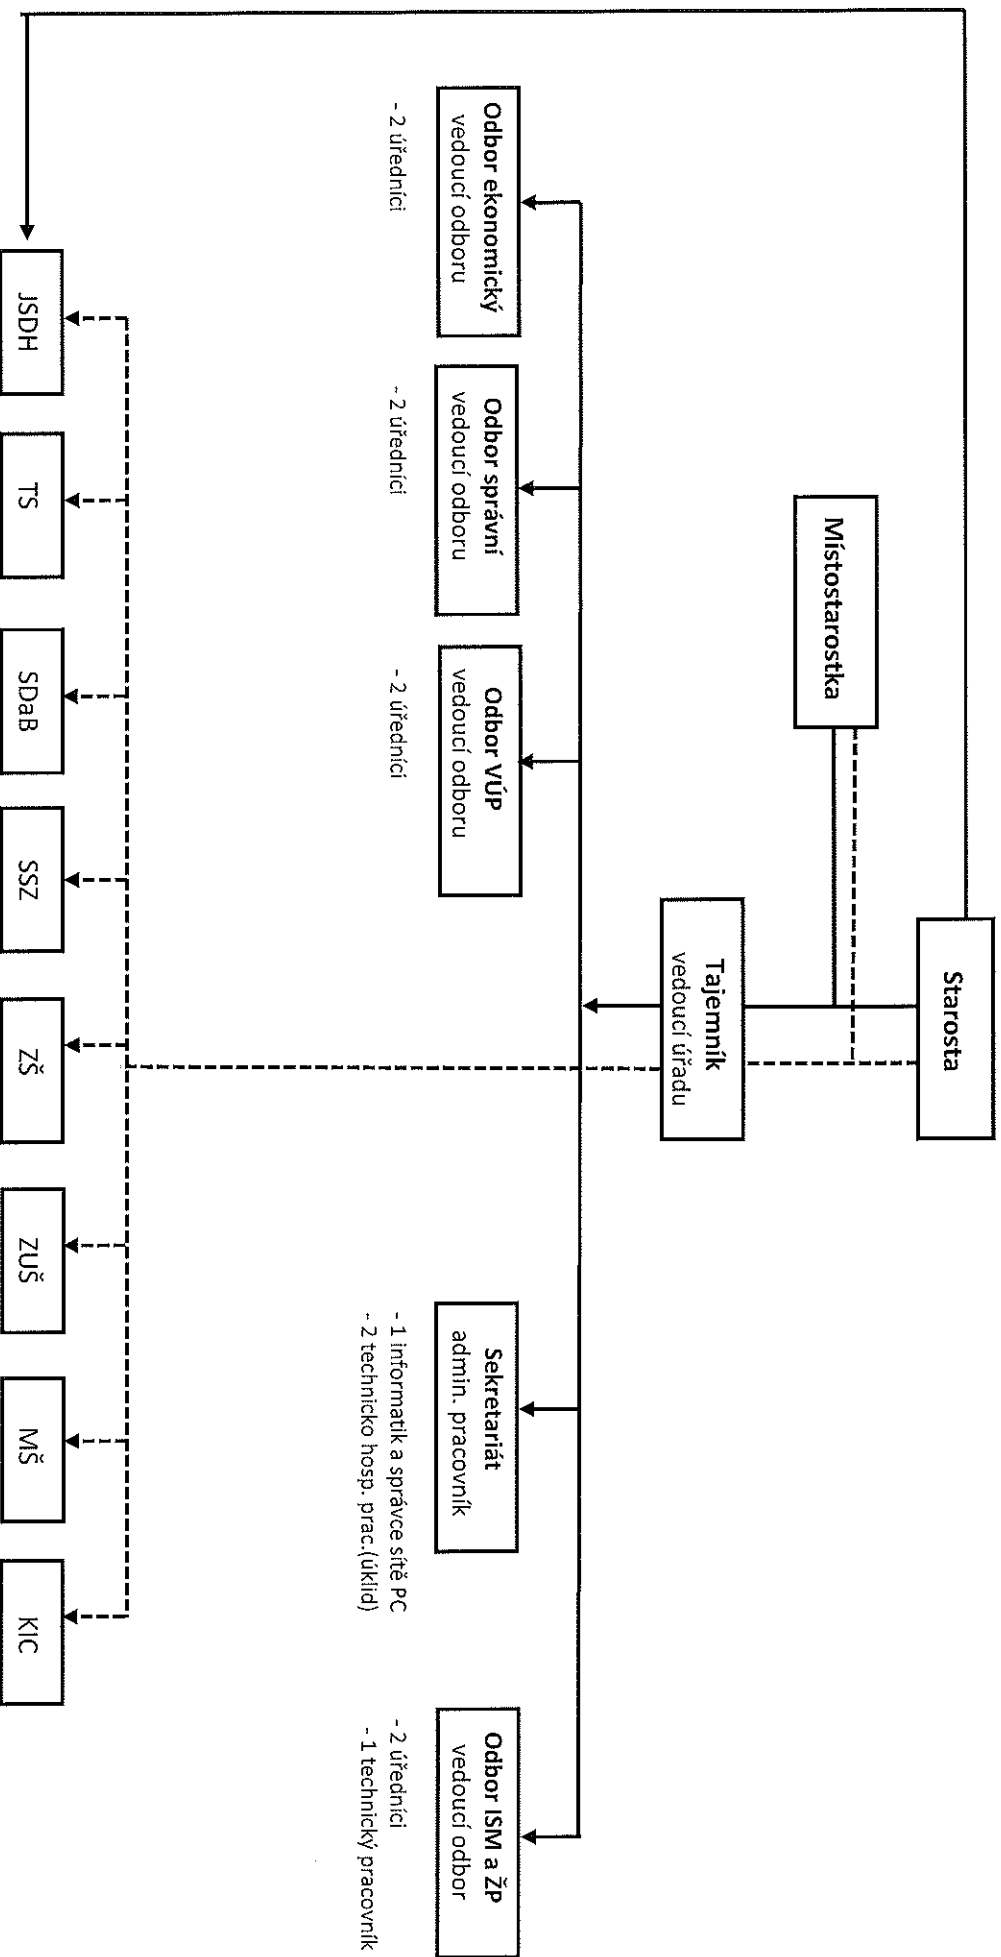 Starosta
Místostarostka
Tajemník
vedoucí úřadu
Odbor ekonomický
vedoucí odboru
- 2 úředníci
Odbor správní
vedoucí odboru
- 2 úředníci
Odbor VÚP
vedoucí odboru
- 2 úředníci
Sekretariát
admin. pracovník
- 1 informatik a správce sítě PC
- 2 technicko hosp. prac.(úklid)
Odbor ISM a ŽP
vedoucí odbor
- 2 úředníci
- 1 technický pracovník
JSDH
TS
SDaB
SSZ
ZŠ
ZUŠ
MŠ
KIC